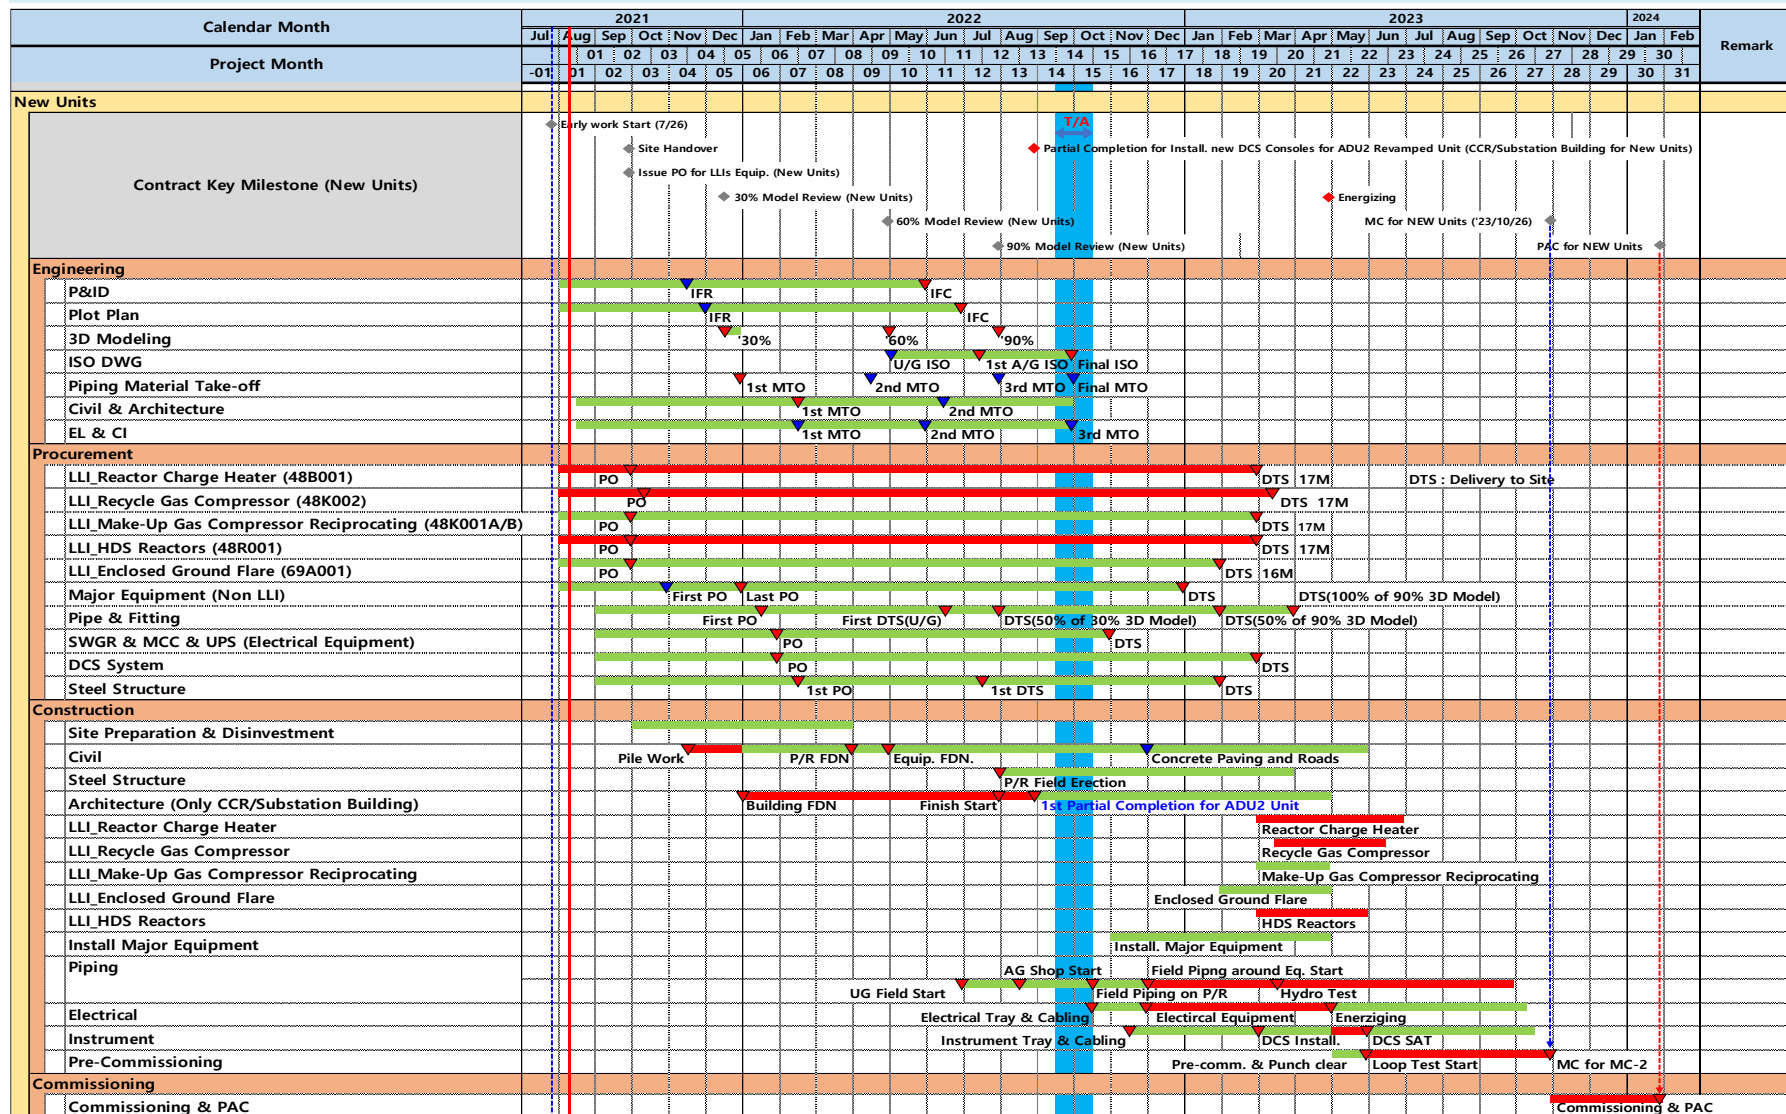 Calendar Month 2021 2022 2023 2024 Remark
Jul Aug Sep Oct Nov Dec Jan Feb Mar Apr May Jun Jul Aug Sep Oct Nov Dec Jan Feb Mar Apr May Jun Jul Aug Sep Oct Nov Dec Jan Feb
Project Month
01 02 03 04 05 06 07 08 09 10 11 12 13 14 15 16 17 18 19 20 21 22 23 24 25 26 27 28 29 30
-01 01 02 03 04 05 06 07 08 09 10 11 12 13 14 15 16 17 18 19 20 21 22 23 24 25 26 27 28 29 30 31
New Units
Contract Key Milestone (New Units)
Early work Start (7/26)
T/A
Site Handover
Partial Completion for Install. new DCS Consoles for ADU2 Revamped Unit (CCR/Substation Building for New Units)
Issue PO for LLIs Equip. (New Units)
30% Model Review (New Units)
Energizing
60% Model Review (New Units)
MC for NEW Units ('23/10/26)
90% Model Review (New Units)
PAC for NEW Units
Engineering
P&ID IFR IFC
Plot Plan IFR IFC
3D Modeling '30% '60% '90%
ISO DWG U/G ISO 1st A/G ISO Final ISO
Piping Material Take-off 1st MTO 2nd MTO 3rd MTO Final MTO
Civil & Architecture 1st MTO 2nd MTO
EL & CI 1st MTO 2nd MTO 3rd MTO
Procurement
LLI_Reactor Charge Heater (48B001) PO DTS 17M DTS : Delivery to Site
LLI_Recycle Gas Compressor (48K002) PO DTS 17M
LLI_Make-Up Gas Compressor Reciprocating (48K001A/B) PO DTS 17M
LLI_HDS Reactors (48R001) PO DTS 17M
LLI_Enclosed Ground Flare (69A001) PO DTS 16M
Major Equipment (Non LLI) First PO Last PO DTS DTS(100% of 90% 3D Model)
Pipe & Fitting First PO First DTS(U/G) DTS(50% of 30% 3D Model) DTS(50% of 90% 3D Model)
SWGR & MCC & UPS (Electrical Equipment) PO DTS
DCS System PO DTS
Steel Structure 1st PO 1st DTS DTS
Construction
Site Preparation & Disinvestment
Civil Pile Work P/R FDN Equip. FDN. Concrete Paving and Roads
Steel Structure P/R Field Erection
Architecture (Only CCR/Substation Building) Building FDN Finish Start 1st Partial Completion for ADU2 Unit
LLI_Reactor Charge Heater Reactor Charge Heater
LLI_Recycle Gas Compressor Recycle Gas Compressor
LLI_Make-Up Gas Compressor Reciprocating Make-Up Gas Compressor Reciprocating
LLI_Enclosed Ground Flare Enclosed Ground Flare
LLI_HDS Reactors HDS Reactors
Install Major Equipment Install. Major Equipment
Piping AG Shop Start Field Pipng around Eq. Start
UG Field Start Field Piping on P/R Hydro Test
Electrical Electrical Tray & Cabling Electircal Equipment Enerziging
Instrument Instrument Tray & Cabling DCS Install. DCS SAT
Pre-Commissioning Pre-comm. & Punch clear Loop Test Start MC for MC-2
Commissioning
Commissioning & PAC Commissioning & PAC